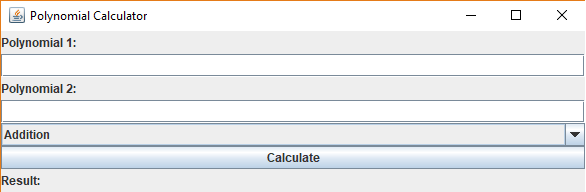 Polynomial Calculator
Polynomial 1:
Polynomial 2:
Addition
Calculate
Result: